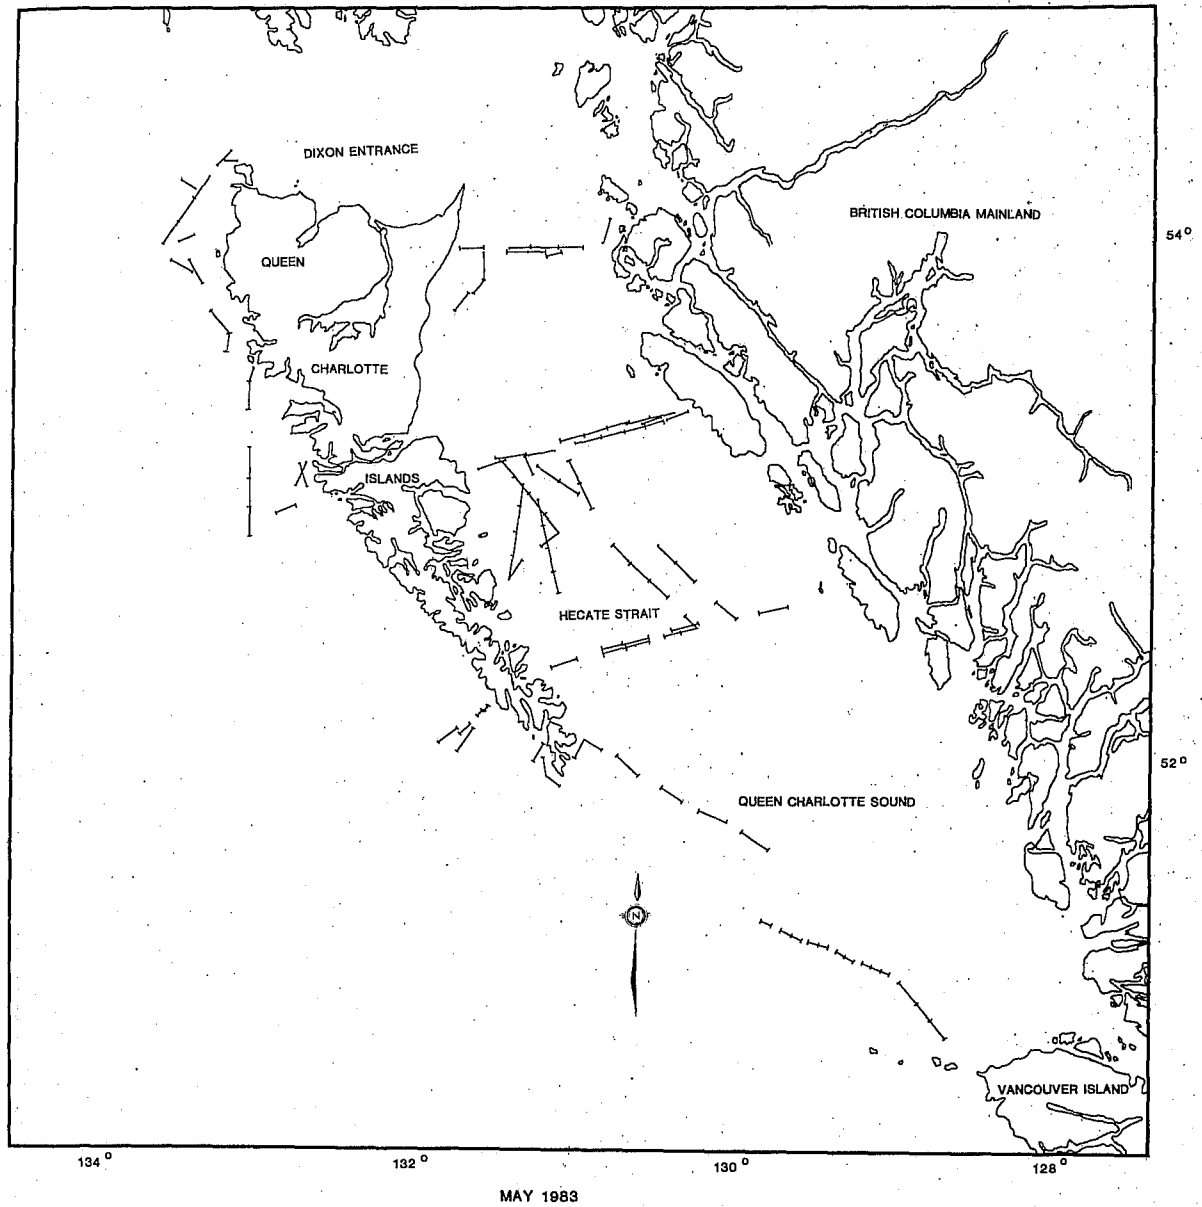 DIXON ENTRANCE
BRITISH COLUMBIA MAINLAND
54°
QUEEN
CHARLOTTE
ISLANDS
HECATE STRAIT
52°
QUEEN CHARLOTTE SOUND
N
VANCOUVER ISLAND
134° 132° 130° 128°
MAY 1983